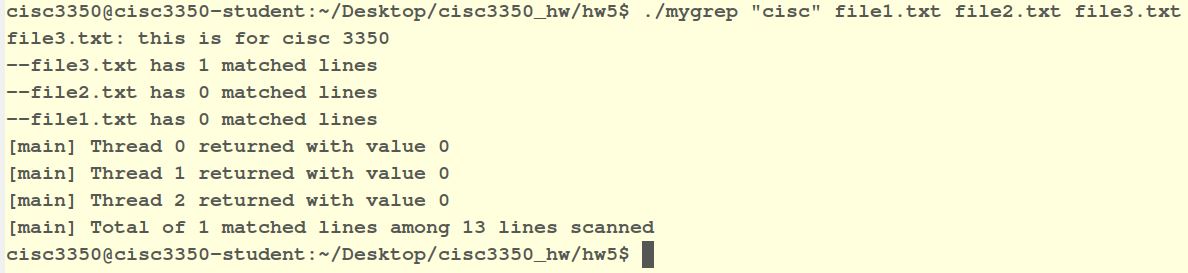 cisc3350@cisc3350-student:~/Desktop/cisc3350_hw/hw5$ ./mygrep "cisc" file1.txt file2.txt file3.txt
file3.txt: this is for cisc 3350
--file3.txt has 1 matched lines
--file2.txt has 0 matched lines
--file1.txt has 0 matched lines
[main] Thread 0 returned with value 0
[main] Thread 1 returned with value 0
[main] Thread 2 returned with value 0
[main] Total of 1 matched lines among 13 lines scanned
cisc3350@cisc3350-student:~/Desktop/cisc3350_hw/hw5$